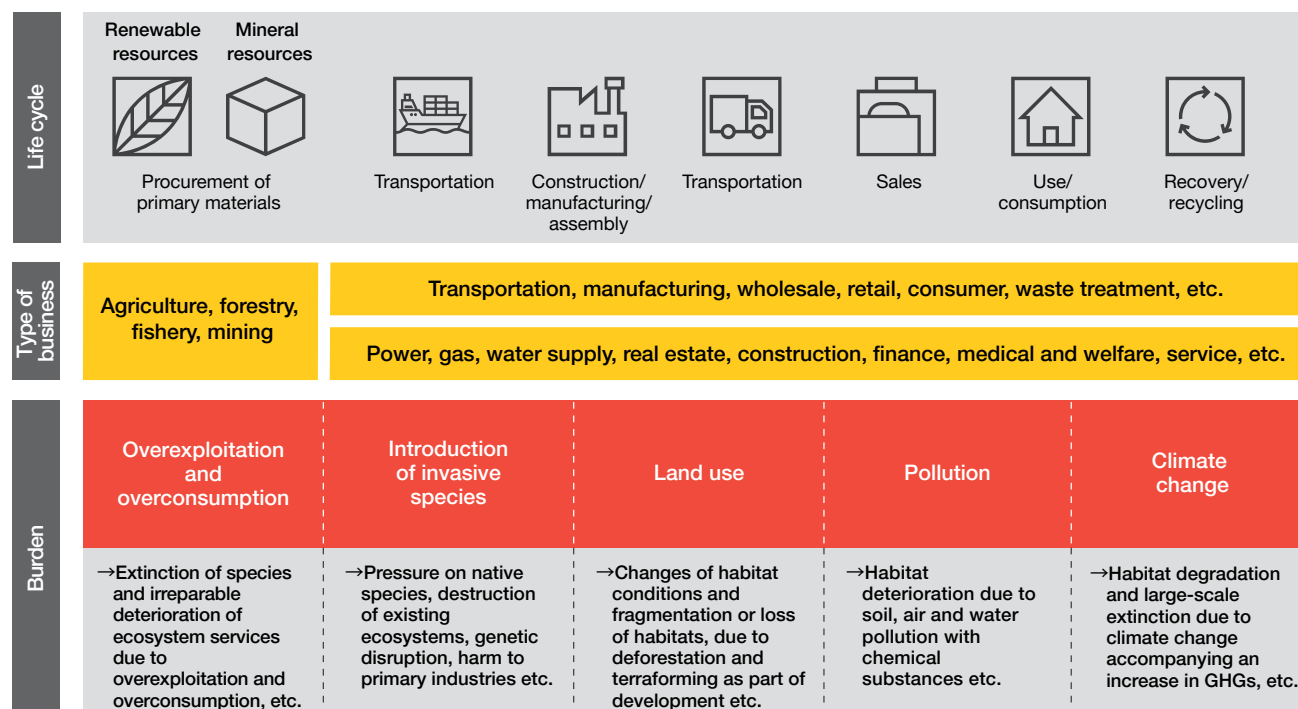 Life cycle
Renewable
resources
Mineral
resources
Procurement of
primary materials
Transportation
Construction/
manufacturing/
assembly
Transportation
Sales
Use/
consumption
Recovery/
recycling
Type of
business
Agriculture, forestry,
fishery, mining
Transportation, manufacturing, wholesale, retail, consumer, waste treatment, etc.
Power, gas, water supply, real estate, construction, finance, medical and welfare, service, etc.
Burden
Overexploitation
and
overconsumption
Introduction
of invasive
species
Land use
Pollution
Climate
change
→Extinction of species
and irreparable
deterioration of
ecosystem services
due to
overexploitation and
overconsumption, etc.
→Pressure on native
species, destruction
of existing
ecosystems, genetic
disruption, harm to
primary industries etc.
→Changes of habitat
conditions and
fragmentation or loss
of habitats, due to
deforestation and
terraforming as part of
development etc.
→Habitat
deterioration due to
soil, air and water
pollution with
chemical
substances etc.
→Habitat degradation
and large-scale
extinction due to
climate change
accompanying an
increase in GHGs, etc.